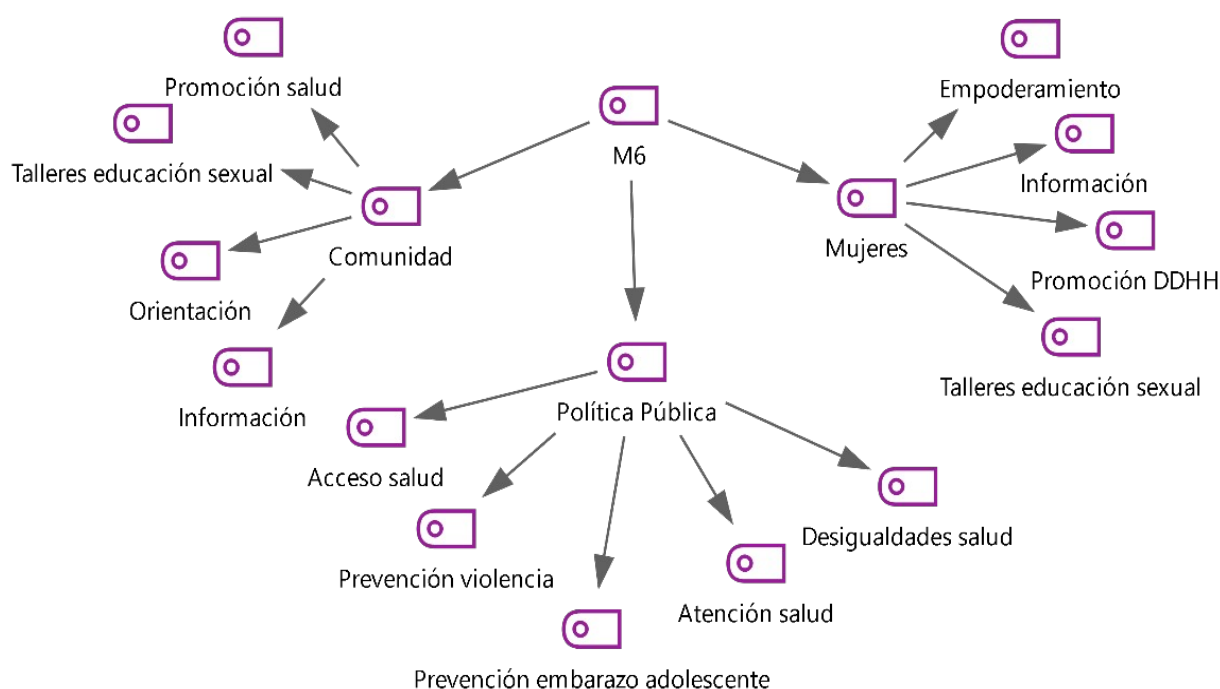 Promoción salud
Empoderamiento
M6
Talleres educación sexual
Información
Comunidad
Mujeres
Orientación
Promoción DDHH
Información
Política Pública
Talleres educación sexual
Acceso salud
Desigualdades salud
Prevención violencia
Atención salud
Prevención embarazo adolescente